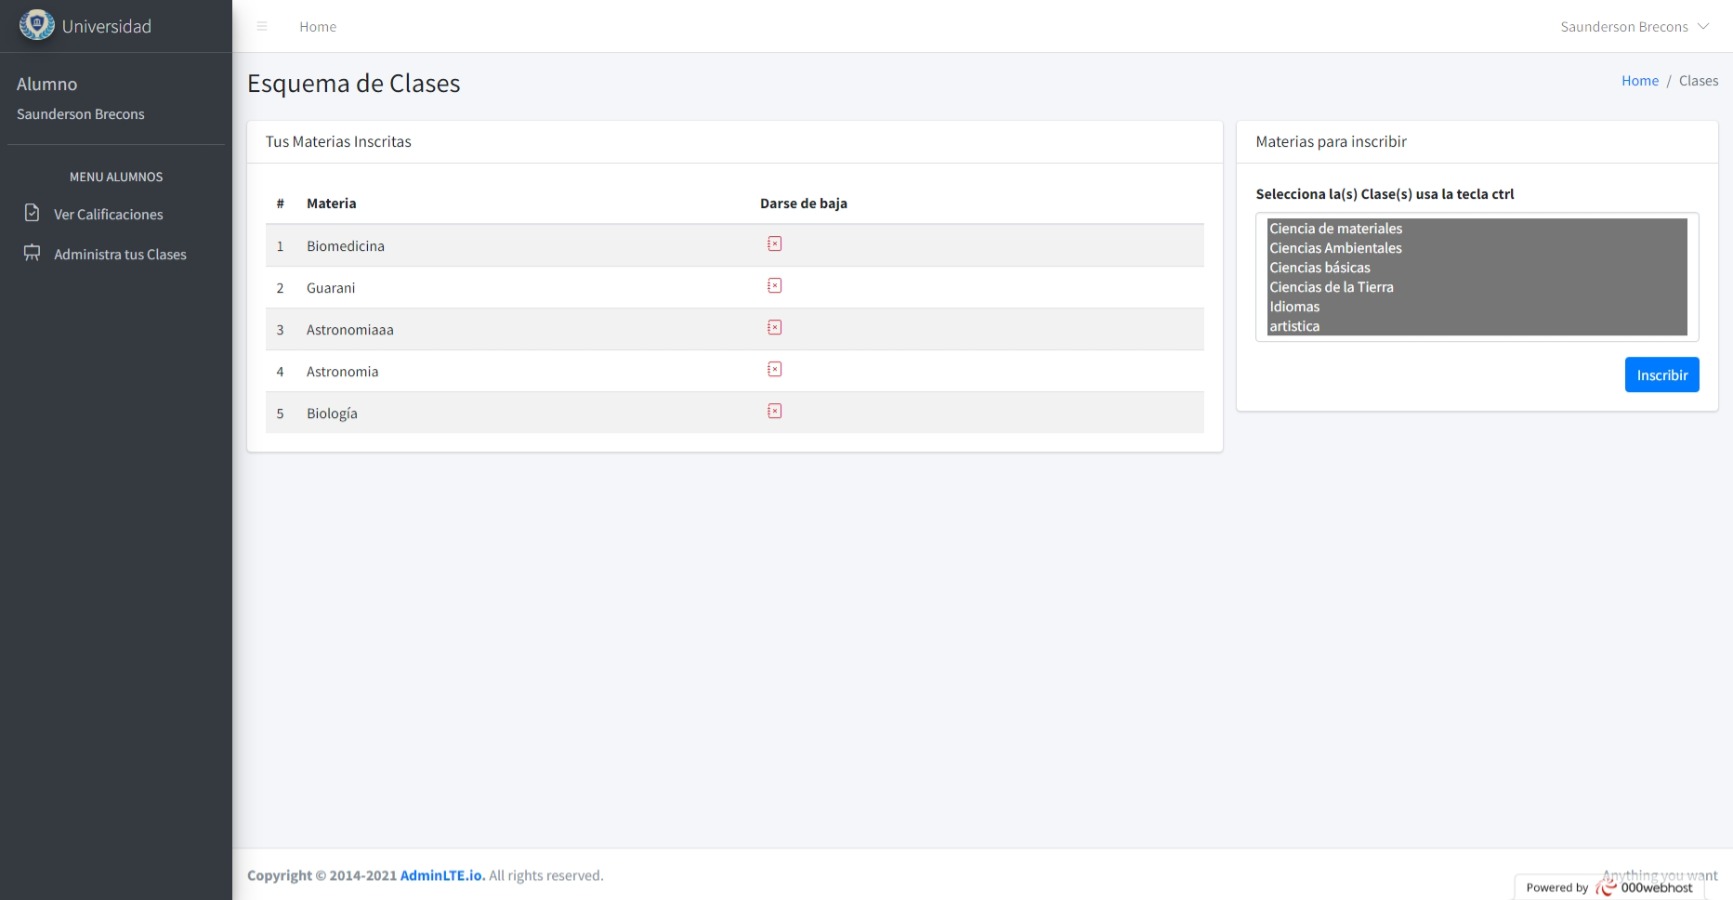 Universidad
Home
Saunderson Brecons
Alumno
Saunderson Brecons
MENU ALUMNOS
Ver Calificaciones
Administra tus Clases
Esquema de Clases
Home / Clases
Tus Materias Inscritas
# Materia Darse de baja
1 Biomedicina
2 Guarani
3 Astronomiaaa
4 Astronomia
5 Biología
Materias para inscribir
Selecciona la(s) Clase(s) usa la tecla ctrl
Ciencia de materiales
Ciencias Ambientales
Ciencias básicas
Ciencias de la Tierra
Idiomas
artistica
Inscribir
Copyright © 2014-2021 AdminLTE.io. All rights reserved.
Anything you want
Powered by 000webhost